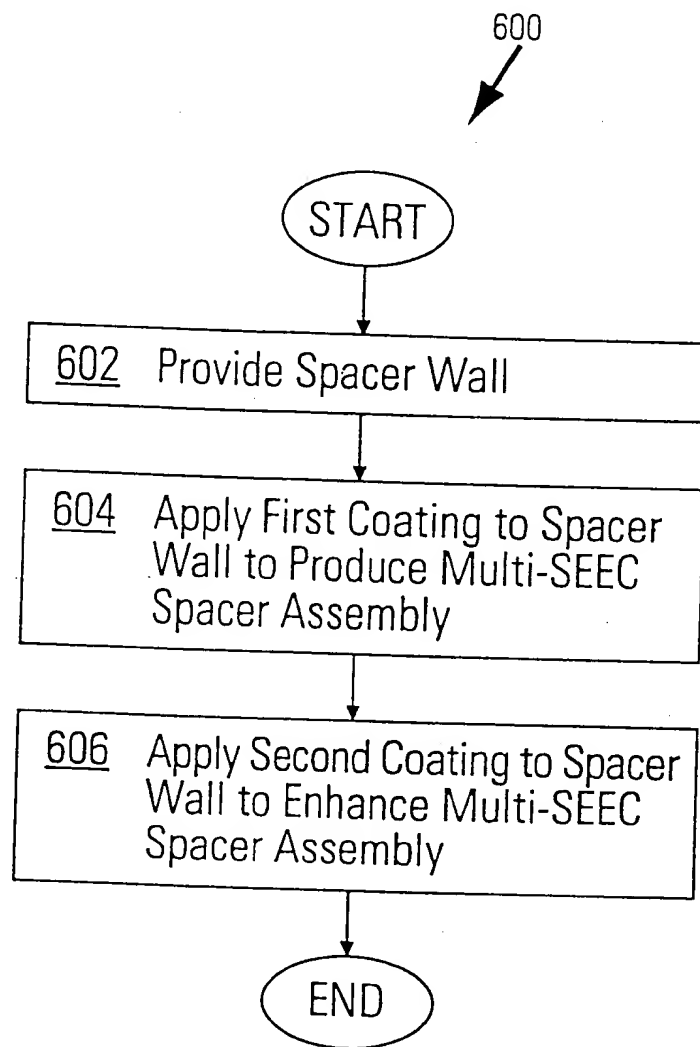 600
START
602 Provide Spacer Wall
604 Apply First Coating to Spacer
Wall to Produce Multi-SEEC
Spacer Assembly
606 Apply Second Coating to Spacer
Wall to Enhance Multi-SEEC
Spacer Assembly
END